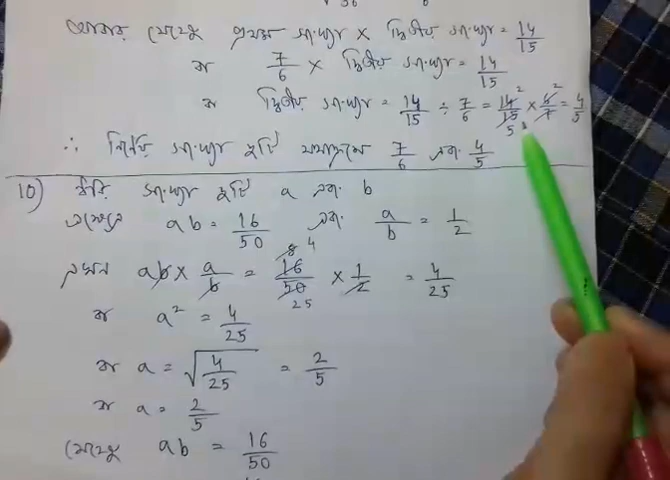 আবার যেহেতু প্রথম সংখ্যা × দ্বিতীয় সংখ্যা = 14/15
বা 7/6 × দ্বিতীয় সংখ্যা = 14/15
বা দ্বিতীয় সংখ্যা = 14/15 ÷ 7/6 = 14/15 × 6/7 = 4/5
∴ নির্ণেয় সংখ্যা দুটি যথাক্রমে 7/6 এবং 4/5
10) ধরি সংখ্যা দুটি a এবং b
ab = 16/50 এবং a/b = 1/2
এখন ab × a/b = 16/50 × 1/2 = 4/25
বা a² = 4/25
বা a = √(4/25) = 2/5
বা a = 2/5
যেহেতু ab = 16/50